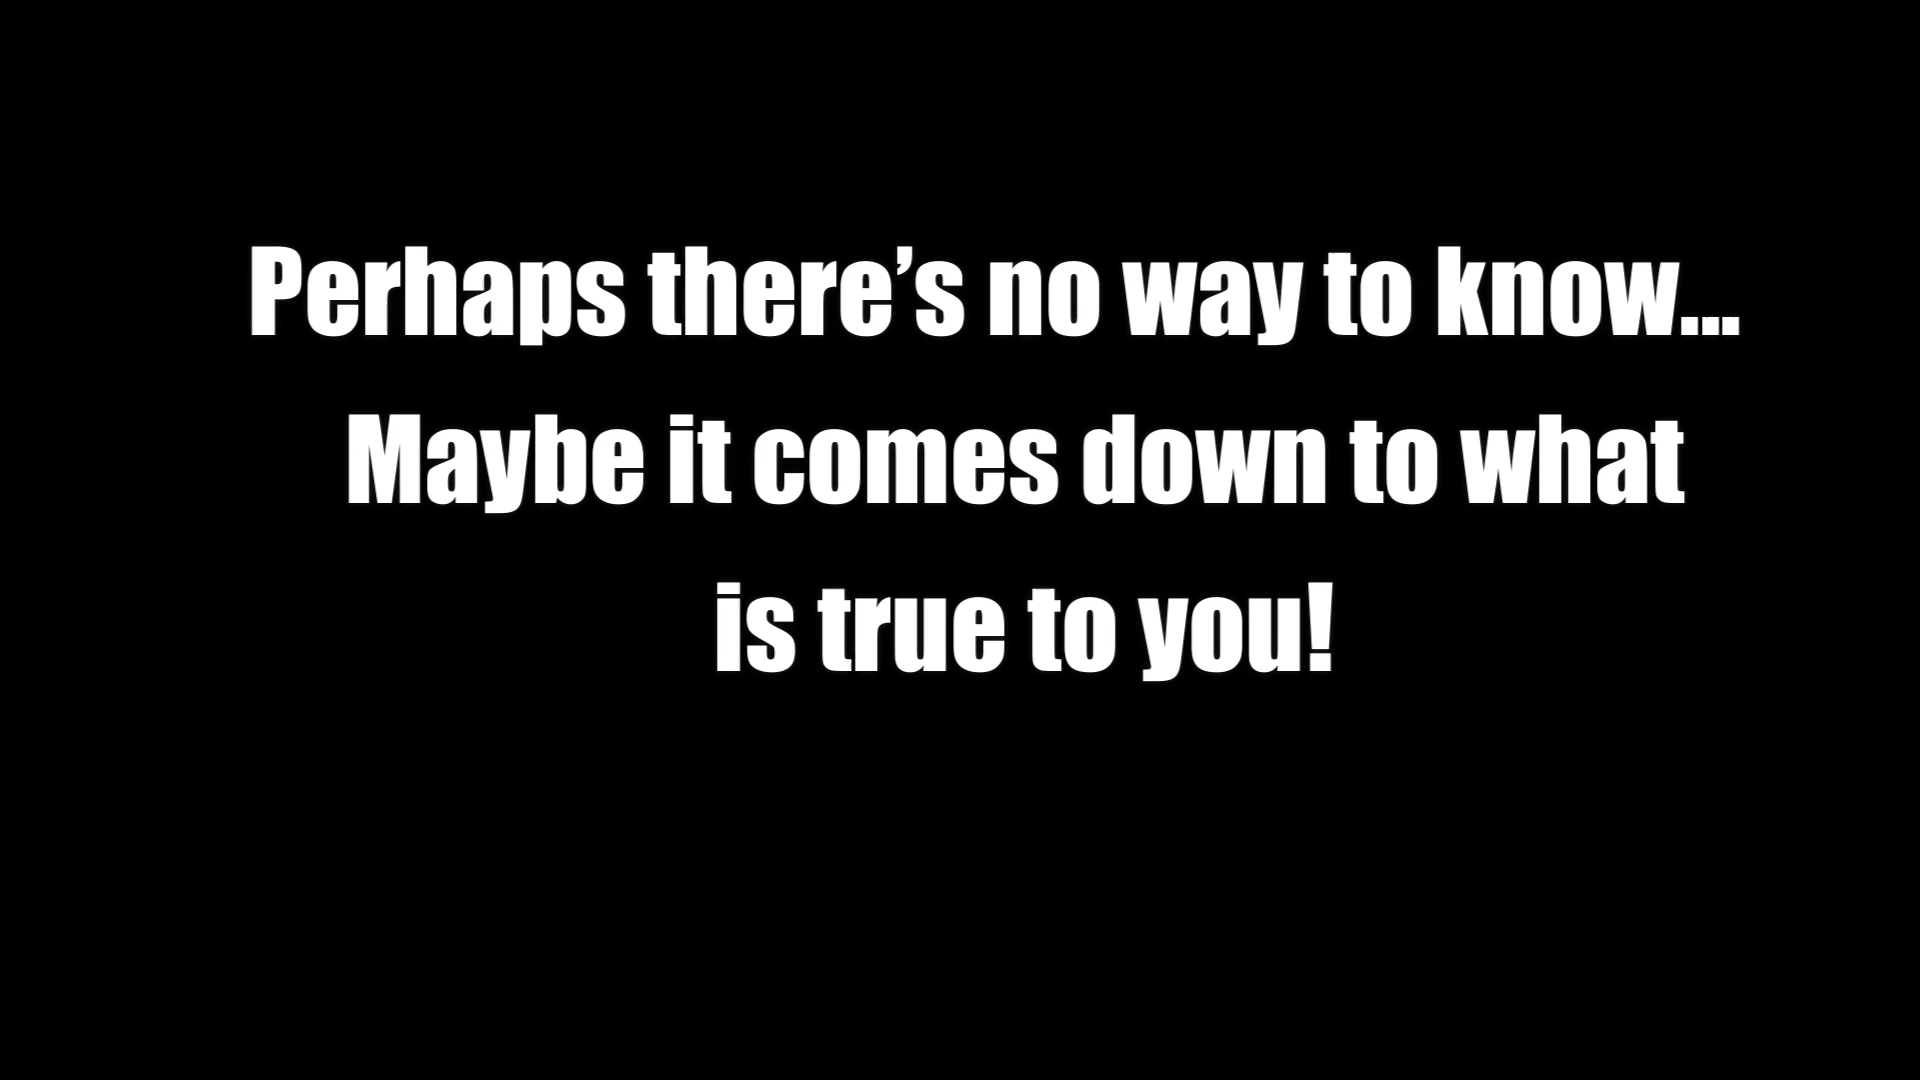 Perhaps there’s no way to know...
Maybe it comes down to what
is true to you!